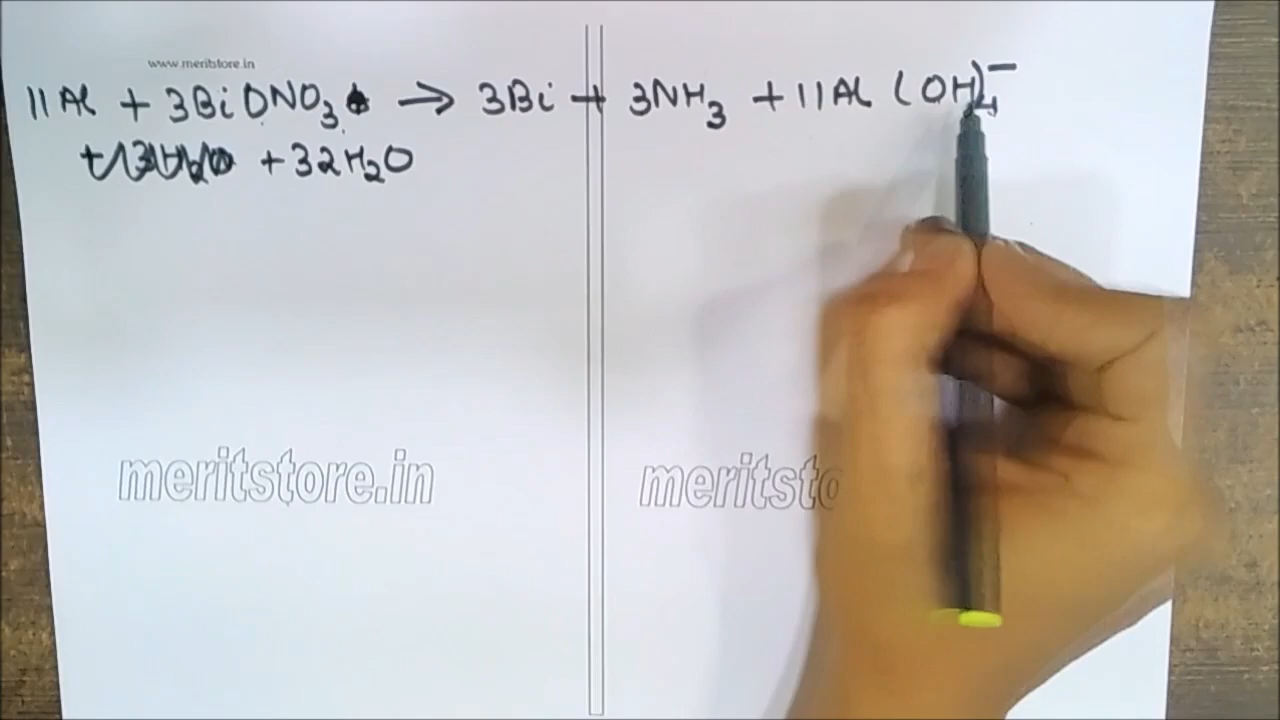 www.meritstore.in
11Al + 3BiONO3 → 3Bi + 3NH3 + 11Al(OH)4⁻
+32H2O
meritstore.in meritsto